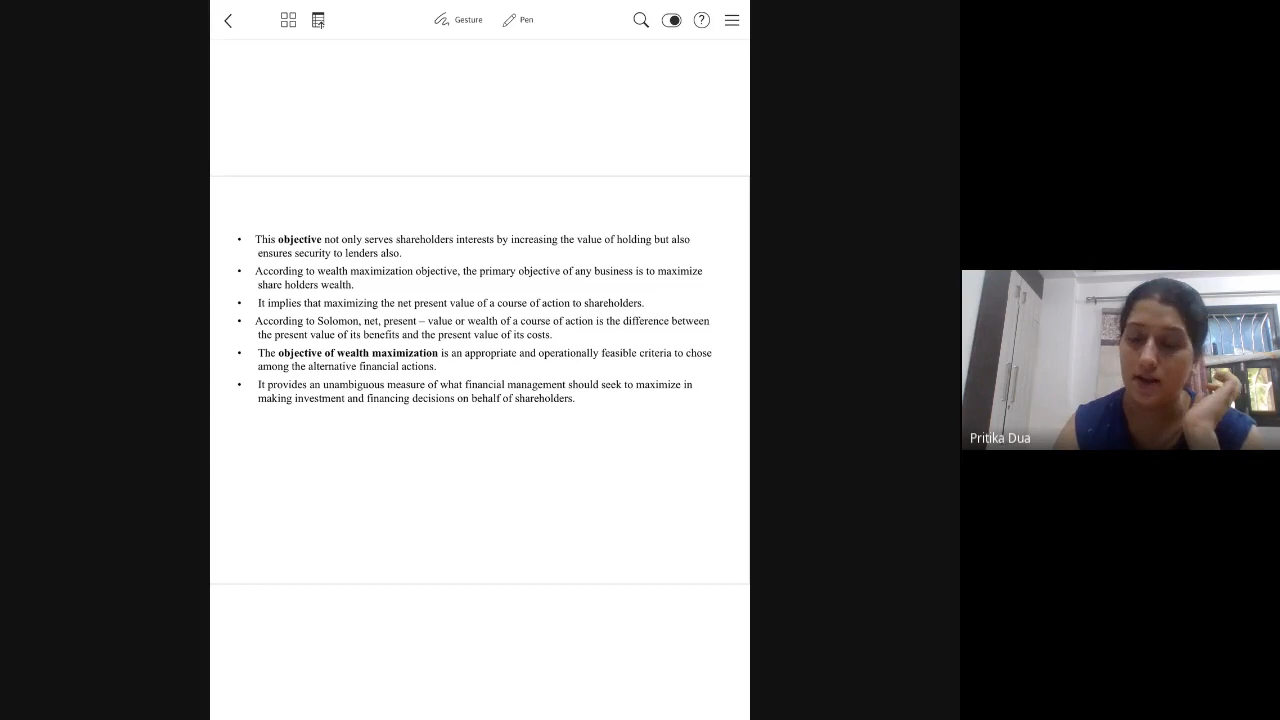 Gesture
Pen
• This objective not only serves shareholders interests by increasing the value of holding but also
ensures security to lenders also.
• According to wealth maximization objective, the primary objective of any business is to maximize
share holders wealth.
• It implies that maximizing the net present value of a course of action to shareholders.
• According to Solomon, net, present – value or wealth of a course of action is the difference between
the present value of its benefits and the present value of its costs.
• The objective of wealth maximization is an appropriate and operationally feasible criteria to chose
among the alternative financial actions.
• It provides an unambiguous measure of what financial management should seek to maximize in
making investment and financing decisions on behalf of shareholders.
Pritika Dua